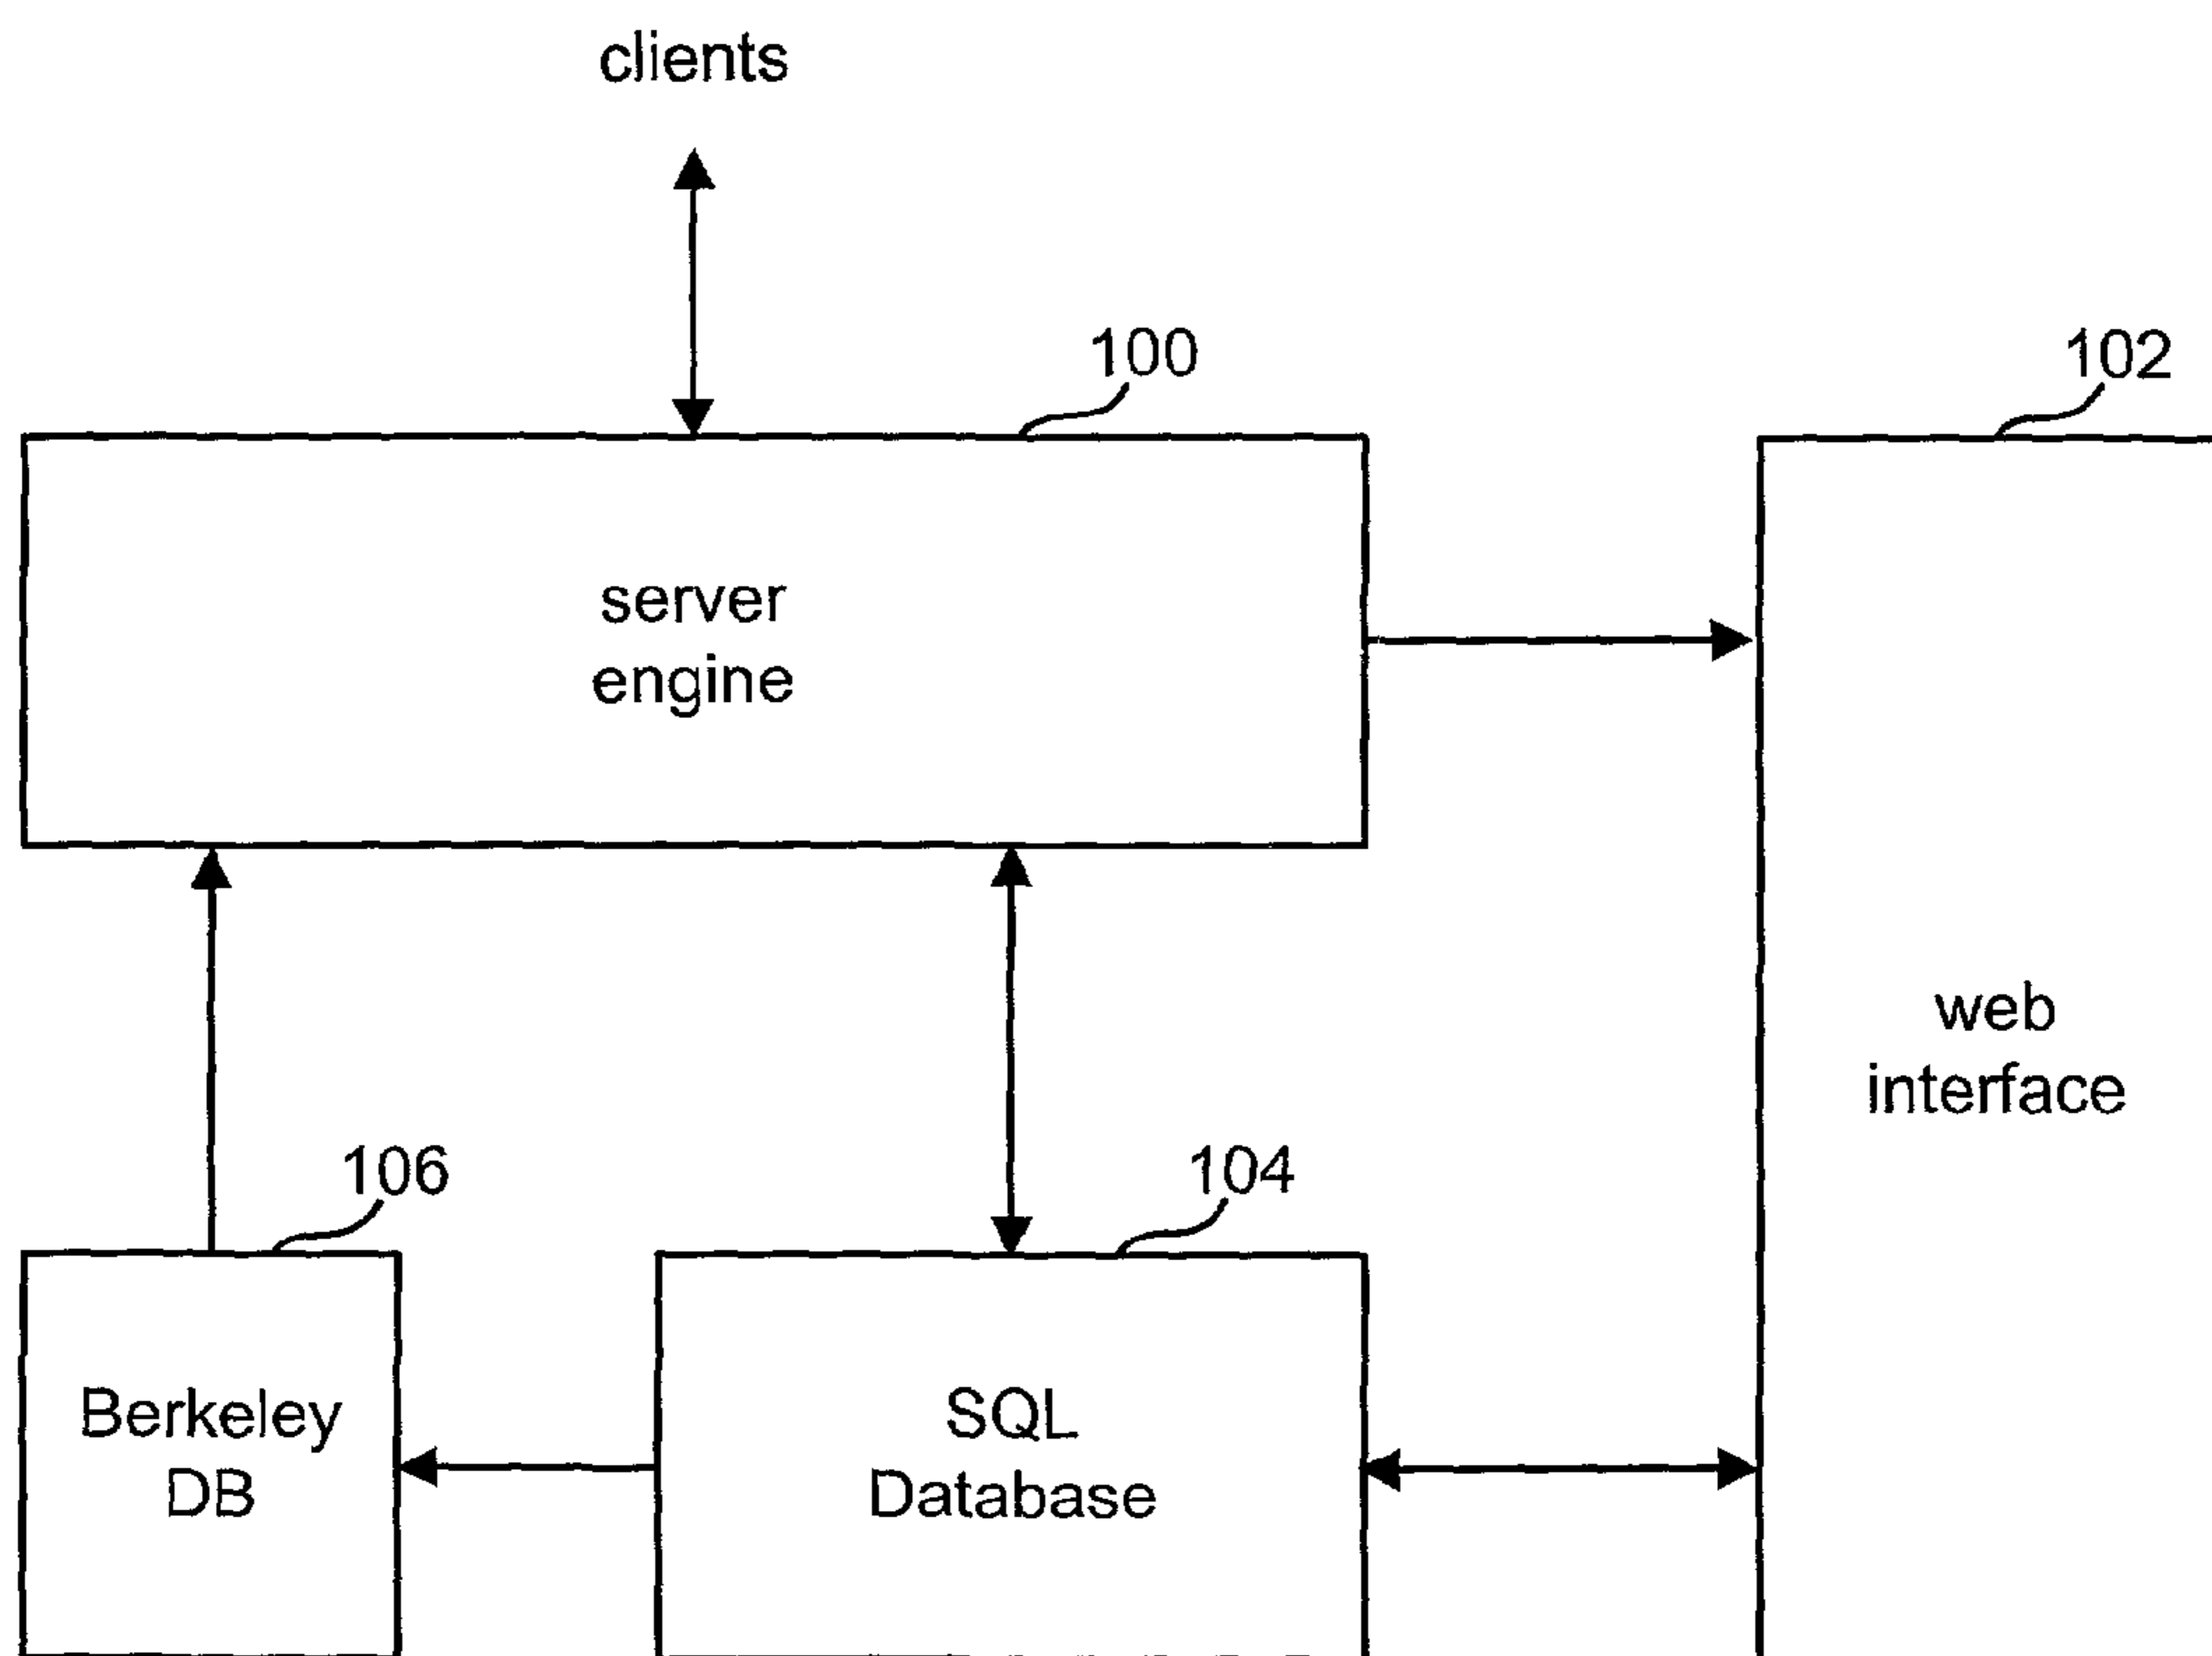 clients
100
102
server
engine
web
interface
106
104
Berkeley
DB
SQL
Database